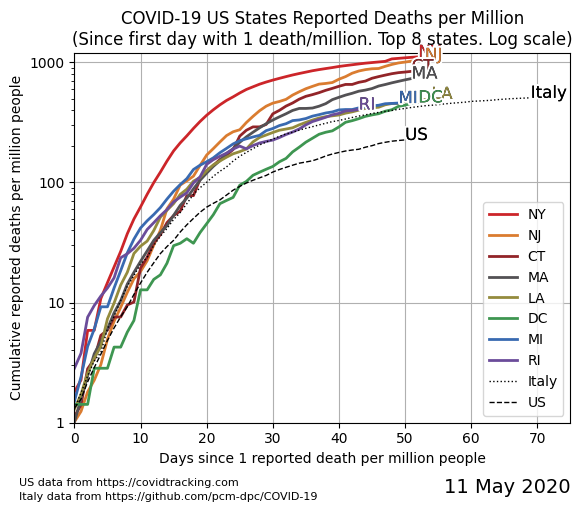 COVID-19 US States Reported Deaths per Million
(Since first day with 1 death/million. Top 8 states. Log scale)
Cumulative reported deaths per million people
1000
100
10
1
NY
NJ
CT
MA
RI
MI
DC
LA
Italy
US
NY
NJ
CT
MA
LA
DC
MI
RI
Italy
US
0 10 20 30 40 50 60 70
Days since 1 reported death per million people
US data from https://covidtracking.com
Italy data from https://github.com/pcm-dpc/COVID-19
11 May 2020